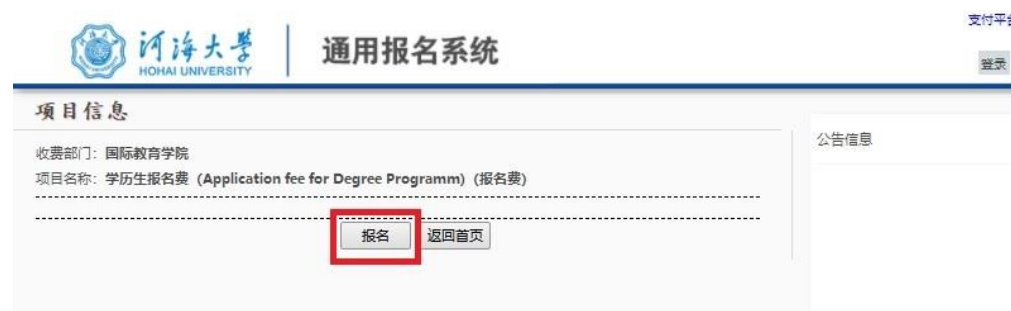 支付平台
河海大学
HOHAI UNIVERSITY
通用报名系统
登录
项目信息
公告信息
收费部门：国际教育学院
项目名称：学历生报名费（Application fee for Degree Programm)（报名费）
报名 返回首页